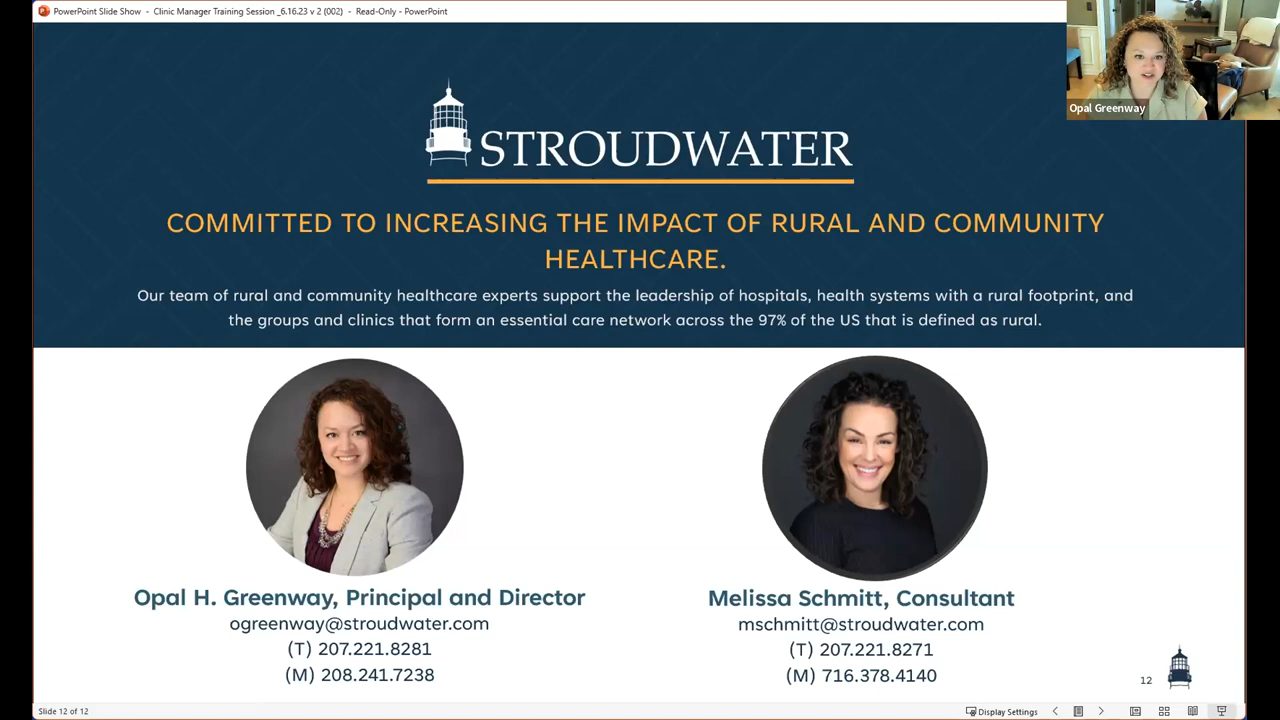 PowerPoint Slide Show - Clinic Manager Training Session _6.16.23 v 2 (002) - Read-Only - PowerPoint
Opal Greenway
STROUDWATER
COMMITTED TO INCREASING THE IMPACT OF RURAL AND COMMUNITY
HEALTHCARE.
Our team of rural and community healthcare experts support the leadership of hospitals, health systems with a rural footprint, and
the groups and clinics that form an essential care network across the 97% of the US that is defined as rural.
Opal H. Greenway, Principal and Director
ogreenway@stroudwater.com
(T) 207.221.8281
(M) 208.241.7238
Melissa Schmitt, Consultant
mschmitt@stroudwater.com
(T) 207.221.8271
(M) 716.378.4140
12
Slide 12 of 12
Display Settings